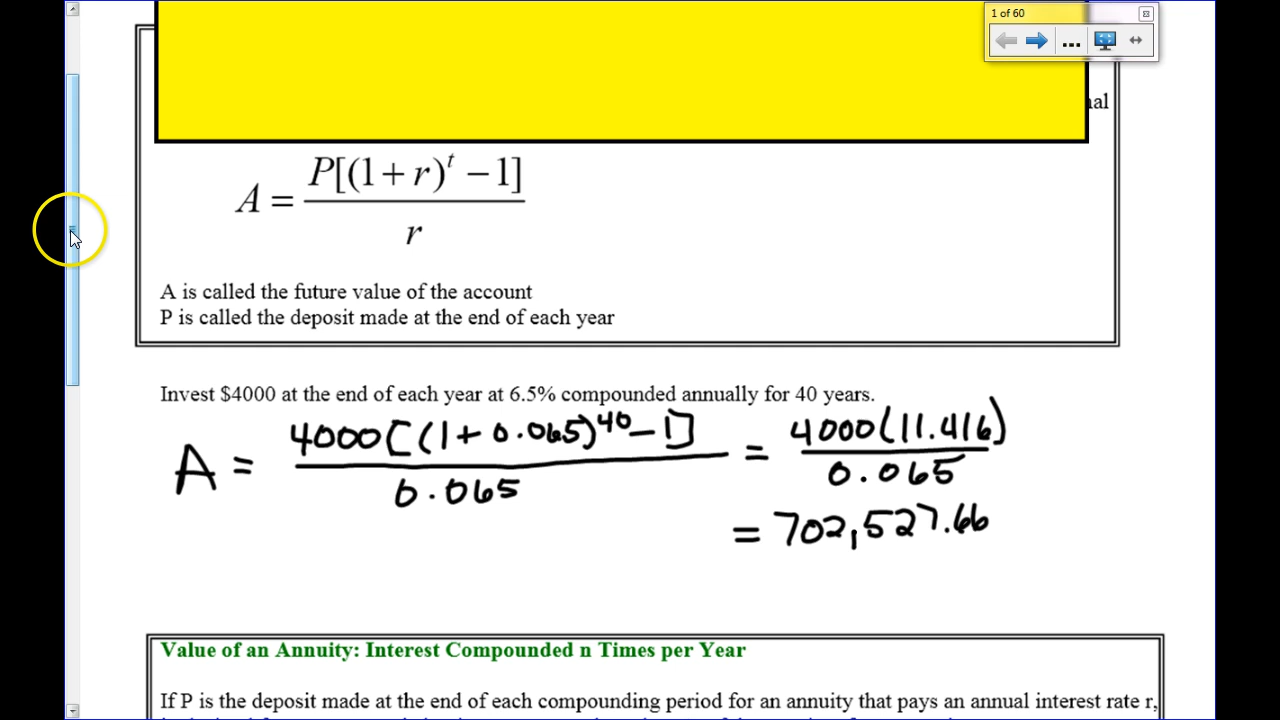 1 of 60
...
nal
A = P[(1 + r)^t − 1] / r
A is called the future value of the account
P is called the deposit made at the end of each year
Invest $4000 at the end of each year at 6.5% compounded annually for 40 years.
A = 4000[(1+0.065)^40 − 1] / 0.065 = 4000(11.416) / 0.065
= 702,527.66
Value of an Annuity: Interest Compounded n Times per Year
If P is the deposit made at the end of each compounding period for an annuity that pays an annual interest rate r,